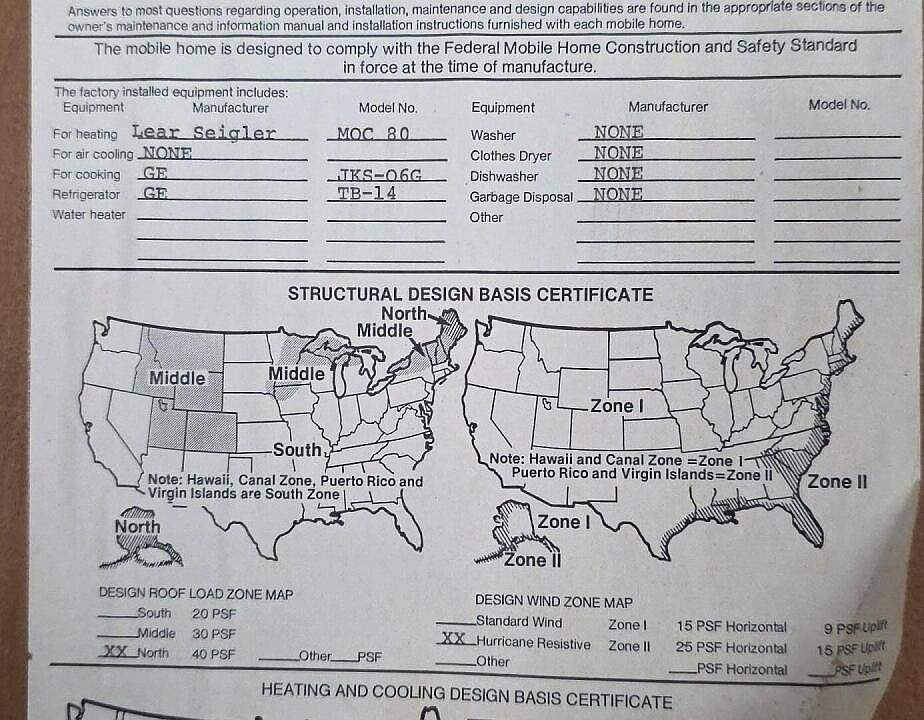 Answers to most questions regarding operation, installation, maintenance and design capabilities are found in the appropriate sections of the
owner's maintenance and information manual and installation instructions furnished with each mobile home.
The mobile home is designed to comply with the Federal Mobile Home Construction and Safety Standard
in force at the time of manufacture.
The factory installed equipment includes:
Equipment Manufacturer Model No. Equipment Manufacturer Model No.
For heating Lear Seigler MOC 80 Washer NONE
For air cooling NONE Clothes Dryer NONE
For cooking GE JKS-06G Dishwasher NONE
Refrigerator GE TB-14 Garbage Disposal NONE
Water heater Other
STRUCTURAL DESIGN BASIS CERTIFICATE
North
Middle
Middle
Middle
South
Note: Hawaii, Canal Zone, Puerto Rico and
Virgin Islands are South Zone
North
Zone I
Note: Hawaii and Canal Zone =Zone I
Puerto Rico and Virgin Islands=Zone II
Zone II
Zone I
Zone II
DESIGN ROOF LOAD ZONE MAP
South 20 PSF
Middle 30 PSF
XX North 40 PSF Other PSF
DESIGN WIND ZONE MAP
Standard Wind Zone I 15 PSF Horizontal 9 PSF Uplift
XX Hurricane Resistive Zone II 25 PSF Horizontal 15 PSF Uplift
Other PSF Horizontal PSF Uplift
HEATING AND COOLING DESIGN BASIS CERTIFICATE